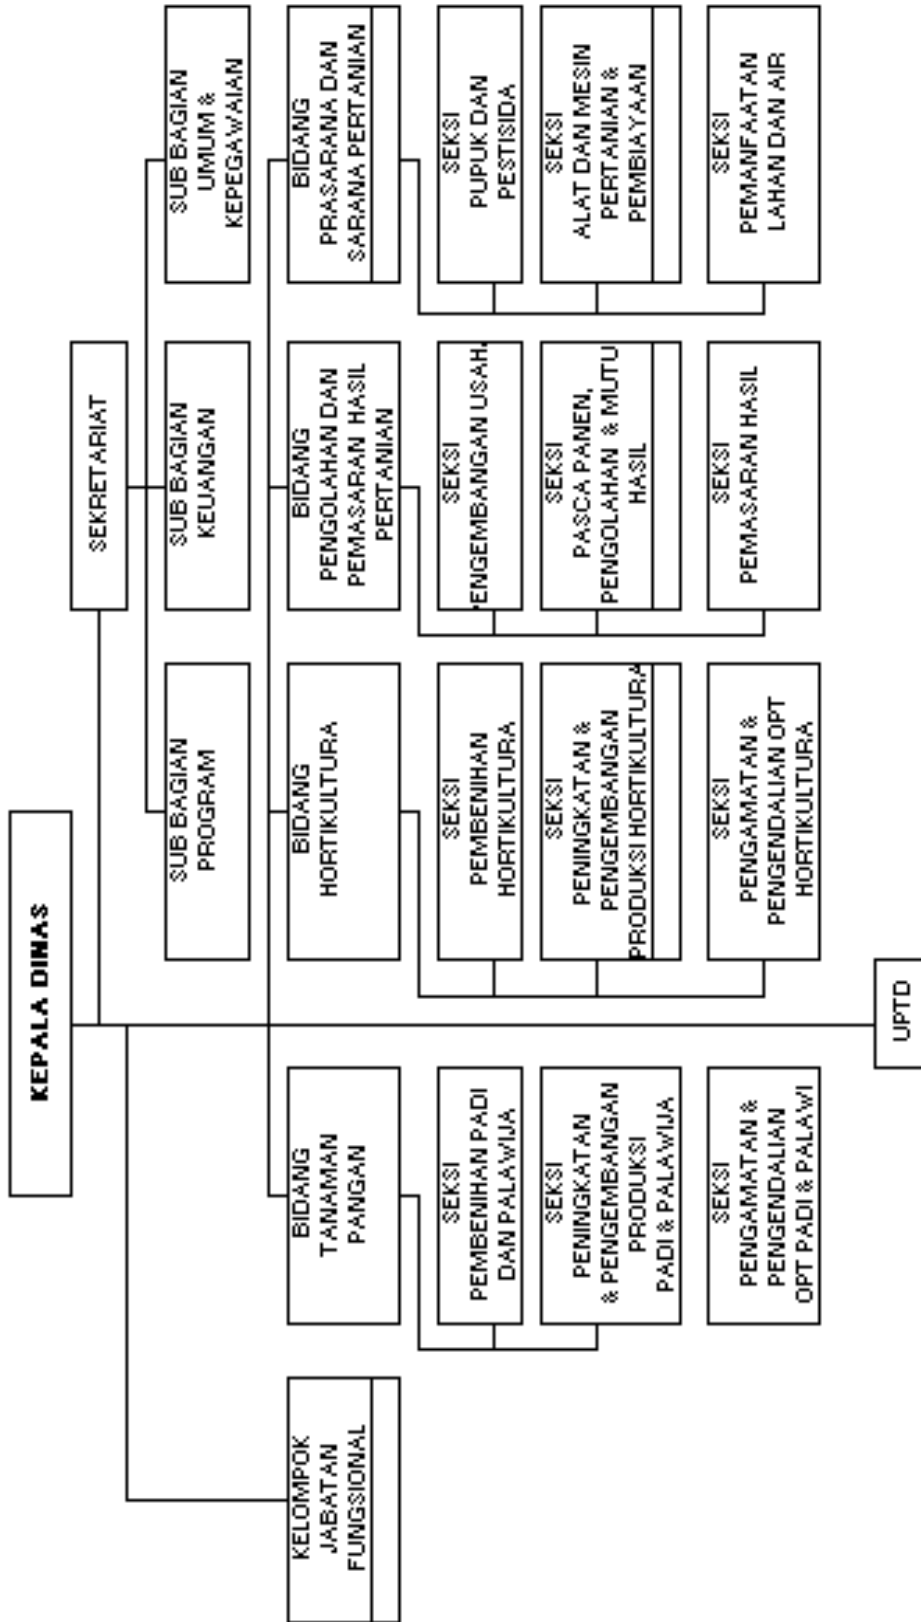 KEPALA DINAS
SEKRETARIAT
SUB BAGIAN
PROGRAM
SUB BAGIAN
KEUANGAN
SUB BAGIAN
UMUM &
KEPEGAWAIAN
KELOMPOK
JABATAN
FUNGSIONAL
BIDANG
TANAMAN
PANGAN
BIDANG
HORTIKULTURA
BIDANG
PENGOLAHAN DAN
PEMASARAN HASIL
PERTANIAN
BIDANG
PRASARANA DAN
SARANA PERTANIAN
SEKSI
PEMBENIHAN PADI
DAN PALAWIJA
SEKSI
PEMBENIHAN
HORTIKULTURA
SEKSI
PENGEMBANGAN USAHA
SEKSI
PUPUK DAN
PESTISIDA
SEKSI
PENINGKATAN
& PENGEMBANGAN
PRODUKSI
PADI & PALAWIJA
SEKSI
PENINGKATAN &
PENGEMBANGAN
PRODUKSI HORTIKULTURA
SEKSI
PASCA PANEN,
PENGOLAHAN & MUTU
HASIL
SEKSI
ALAT DAN MESIN
PERTANIAN &
PEMBIAYAAN
SEKSI
PENGAMATAN &
PENGENDALIAN
OPT PADI & PALAWI
SEKSI
PENGAMATAN &
PENGENDALIAN OPT
HORTIKULTURA
SEKSI
PEMASARAN HASIL
SEKSI
PEMANFAATAN
LAHAN DAN AIR
UPTD